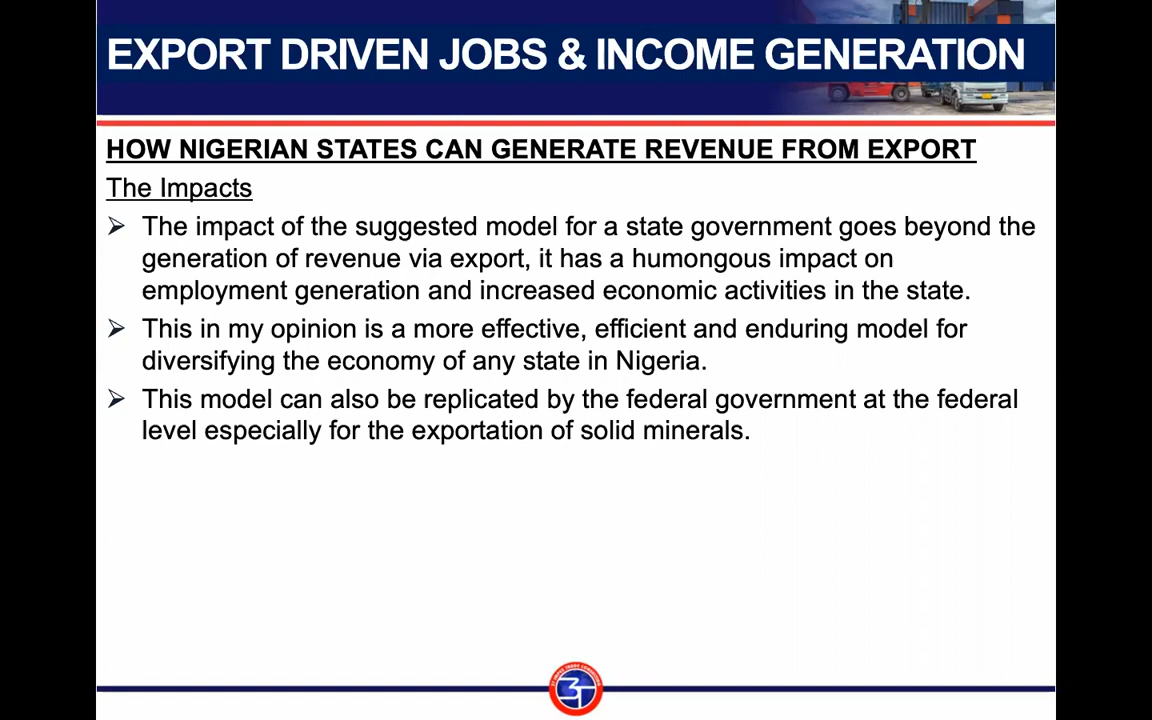 EXPORT DRIVEN JOBS & INCOME GENERATION
HOW NIGERIAN STATES CAN GENERATE REVENUE FROM EXPORT
The Impacts
➢ The impact of the suggested model for a state government goes beyond the
generation of revenue via export, it has a humongous impact on
employment generation and increased economic activities in the state.
➢ This in my opinion is a more effective, efficient and enduring model for
diversifying the economy of any state in Nigeria.
➢ This model can also be replicated by the federal government at the federal
level especially for the exportation of solid minerals.
3T